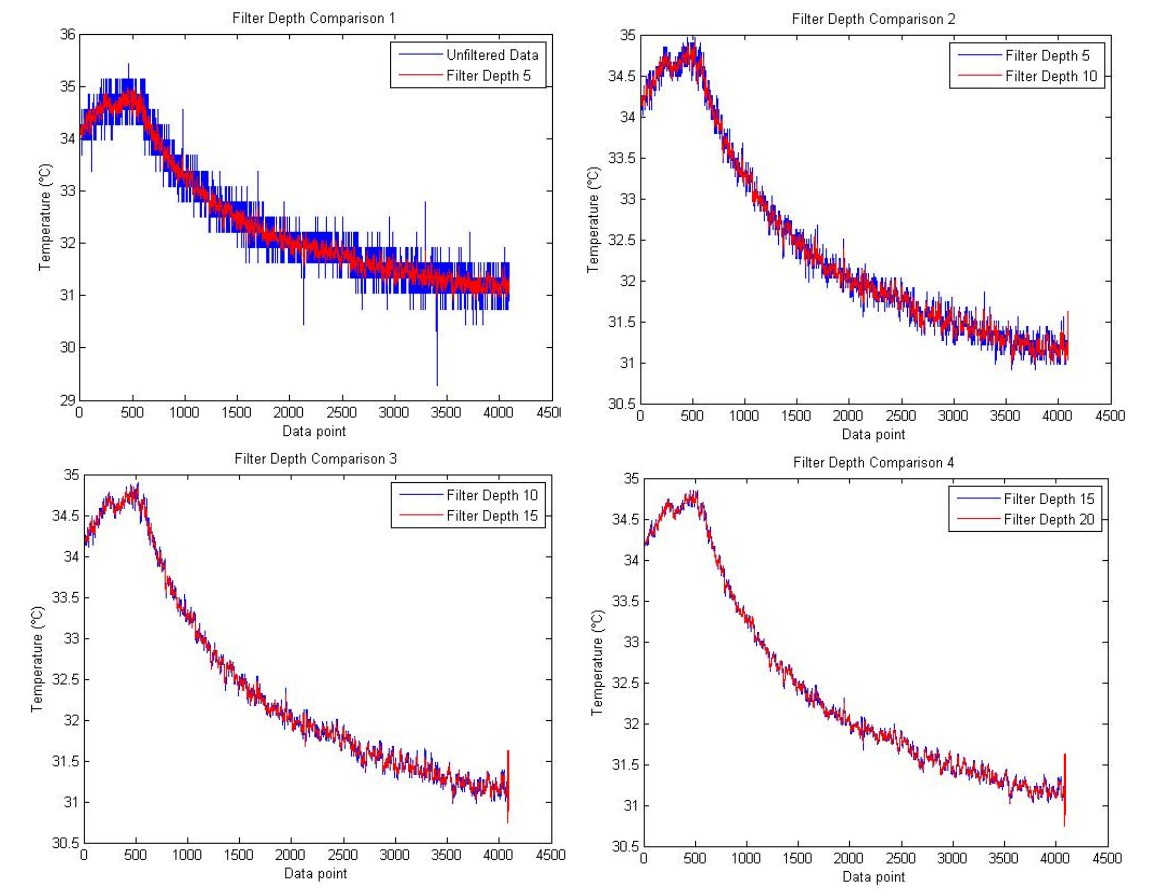 Filter Depth Comparison 1
36
35
34
33
32
31
30
29
Temperature (°C)
Unfiltered Data
Filter Depth 5
0 500 1000 1500 2000 2500 3000 3500 4000 450
Data point
Filter Depth Comparison 2
35
34.5
34
33.5
33
32.5
32
31.5
31
30.5
Temperature (°C)
Filter Depth 5
Filter Depth 10
0 500 1000 1500 2000 2500 3000 3500 4000 4500
Data point
Filter Depth Comparison 3
35
34.5
34
33.5
33
32.5
32
31.5
31
30.5
Temperature (°C)
Filter Depth 10
Filter Depth 15
0 500 1000 1500 2000 2500 3000 3500 4000 4500
Data point
Filter Depth Comparison 4
35
34.5
34
33.5
33
32.5
32
31.5
31
30.5
Temperature (°C)
Filter Depth 15
Filter Depth 20
0 500 1000 1500 2000 2500 3000 3500 4000 4500
Data point